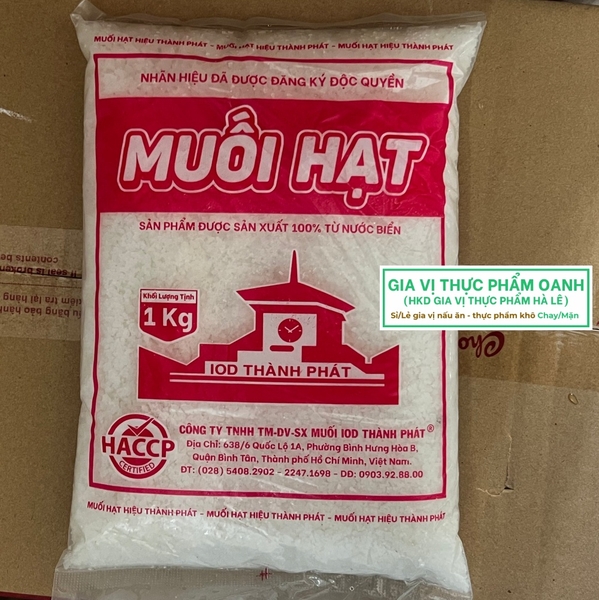 MUỐI HẠT HIỆU THÀNH PHÁT - MUỐI HẠT HIỆU THÀNH PHÁT - MUỐI HẠT HIỆU THÀNH PHÁT
NHÃN HIỆU ĐÃ ĐƯỢC ĐĂNG KÝ ĐỘC QUYỀN
MUỐI HẠT
SẢN PHẨM ĐƯỢC SẢN XUẤT 100% TỪ NƯỚC BIỂN
Khối Lượng Tịnh
1 Kg
IOD THÀNH PHÁT
GIA VỊ THỰC PHẨM OANH
(HKD GIA VỊ THỰC PHẨM HÀ LÊ)
Sỉ/Lẻ gia vị nấu ăn - thực phẩm khô Chay/Mặn
HACCP
CERTIFIED
CÔNG TY TNHH TM-DV-SX MUỐI IOD THÀNH PHÁT®
Địa Chỉ: 638/6 Quốc Lộ 1A, Phường Bình Hưng Hòa B,
Quận Bình Tân, Thành phố Hồ Chí Minh, Việt Nam.
ĐT: (028) 5408.2902 - 2247.1698 - DĐ: 0903.92.88.00
MUỐI HẠT HIỆU THÀNH PHÁT - MUỐI HẠT HIỆU THÀNH PHÁT - MUỐI HẠT HIỆU THÀNH PHÁT